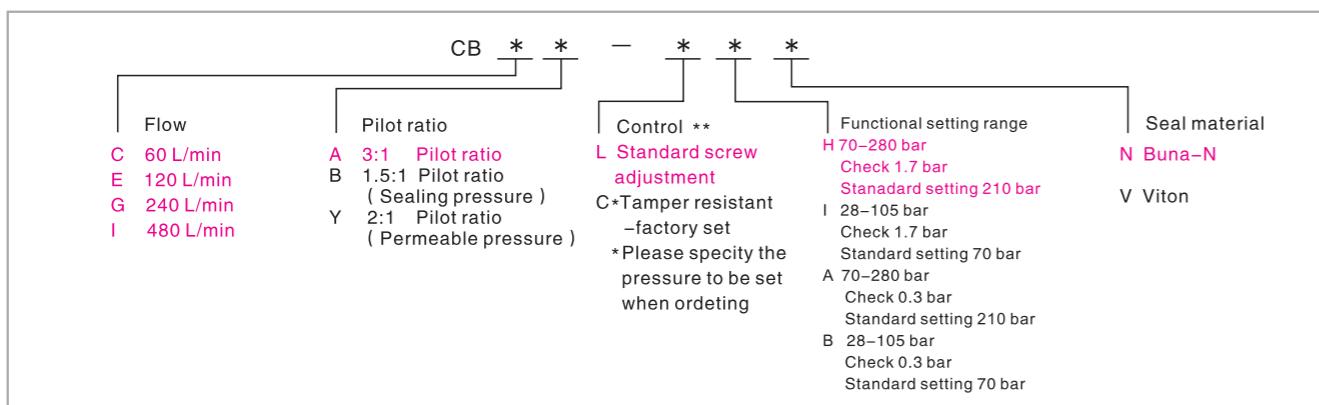 CB * * – * * *
Flow
C 60 L/min
E 120 L/min
G 240 L/min
I 480 L/min
Pilot ratio
A 3:1 Pilot ratio
B 1.5:1 Pilot ratio
( Sealing pressure )
Y 2:1 Pilot ratio
( Permeable pressure )
Control **
L Standard screw
adjustment
C*Tamper resistant
–factory set
*Please specify the
pressure to be set
when ordeting
Functional setting range
H 70–280 bar
Check 1.7 bar
Stanadard setting 210 bar
I 28–105 bar
Check 1.7 bar
Standard setting 70 bar
A 70–280 bar
Check 0.3 bar
Standard setting 210 bar
B 28–105 bar
Check 0.3 bar
Standard setting 70 bar
Seal material
N Buna–N
V Viton